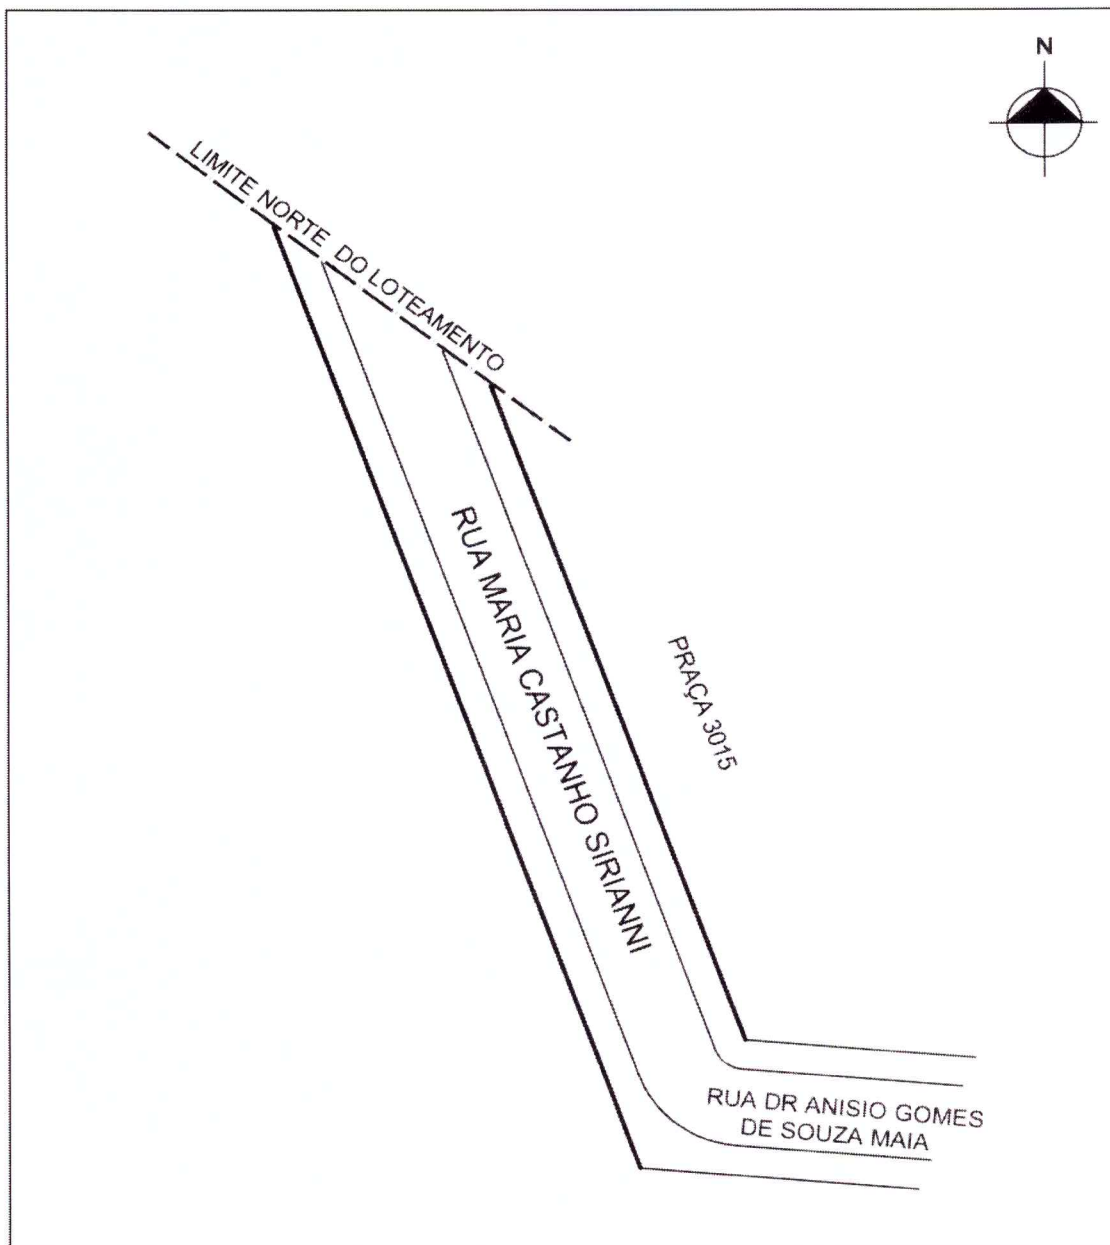 N
LIMITE NORTE DO LOTEAMENTO
RUA MARIA CASTANHO SIRIANNI
PRAÇA 3015
RUA DR ANISIO GOMES
DE SOUZA MAIA